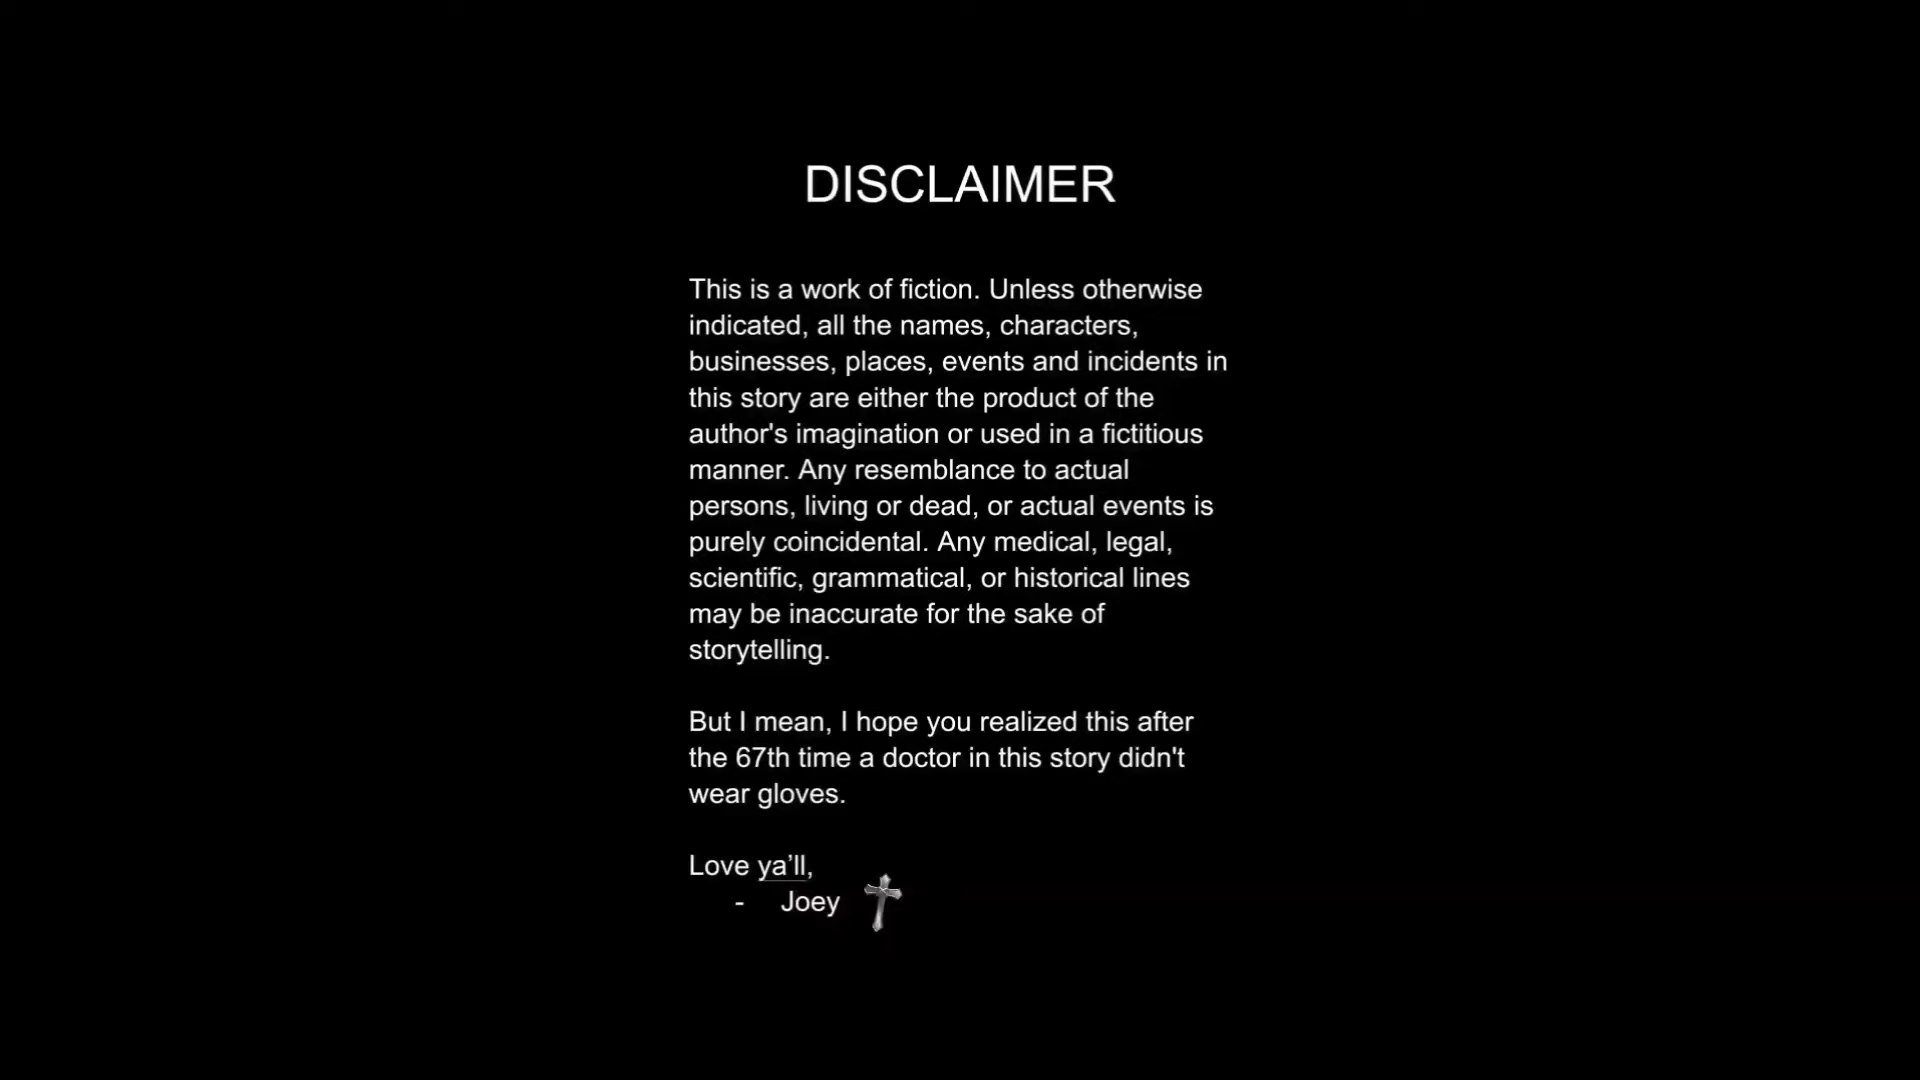 DISCLAIMER
This is a work of fiction. Unless otherwise
indicated, all the names, characters,
businesses, places, events and incidents in
this story are either the product of the
author's imagination or used in a fictitious
manner. Any resemblance to actual
persons, living or dead, or actual events is
purely coincidental. Any medical, legal,
scientific, grammatical, or historical lines
may be inaccurate for the sake of
storytelling.
But I mean, I hope you realized this after
the 67th time a doctor in this story didn't
wear gloves.
Love ya’ll,
- Joey